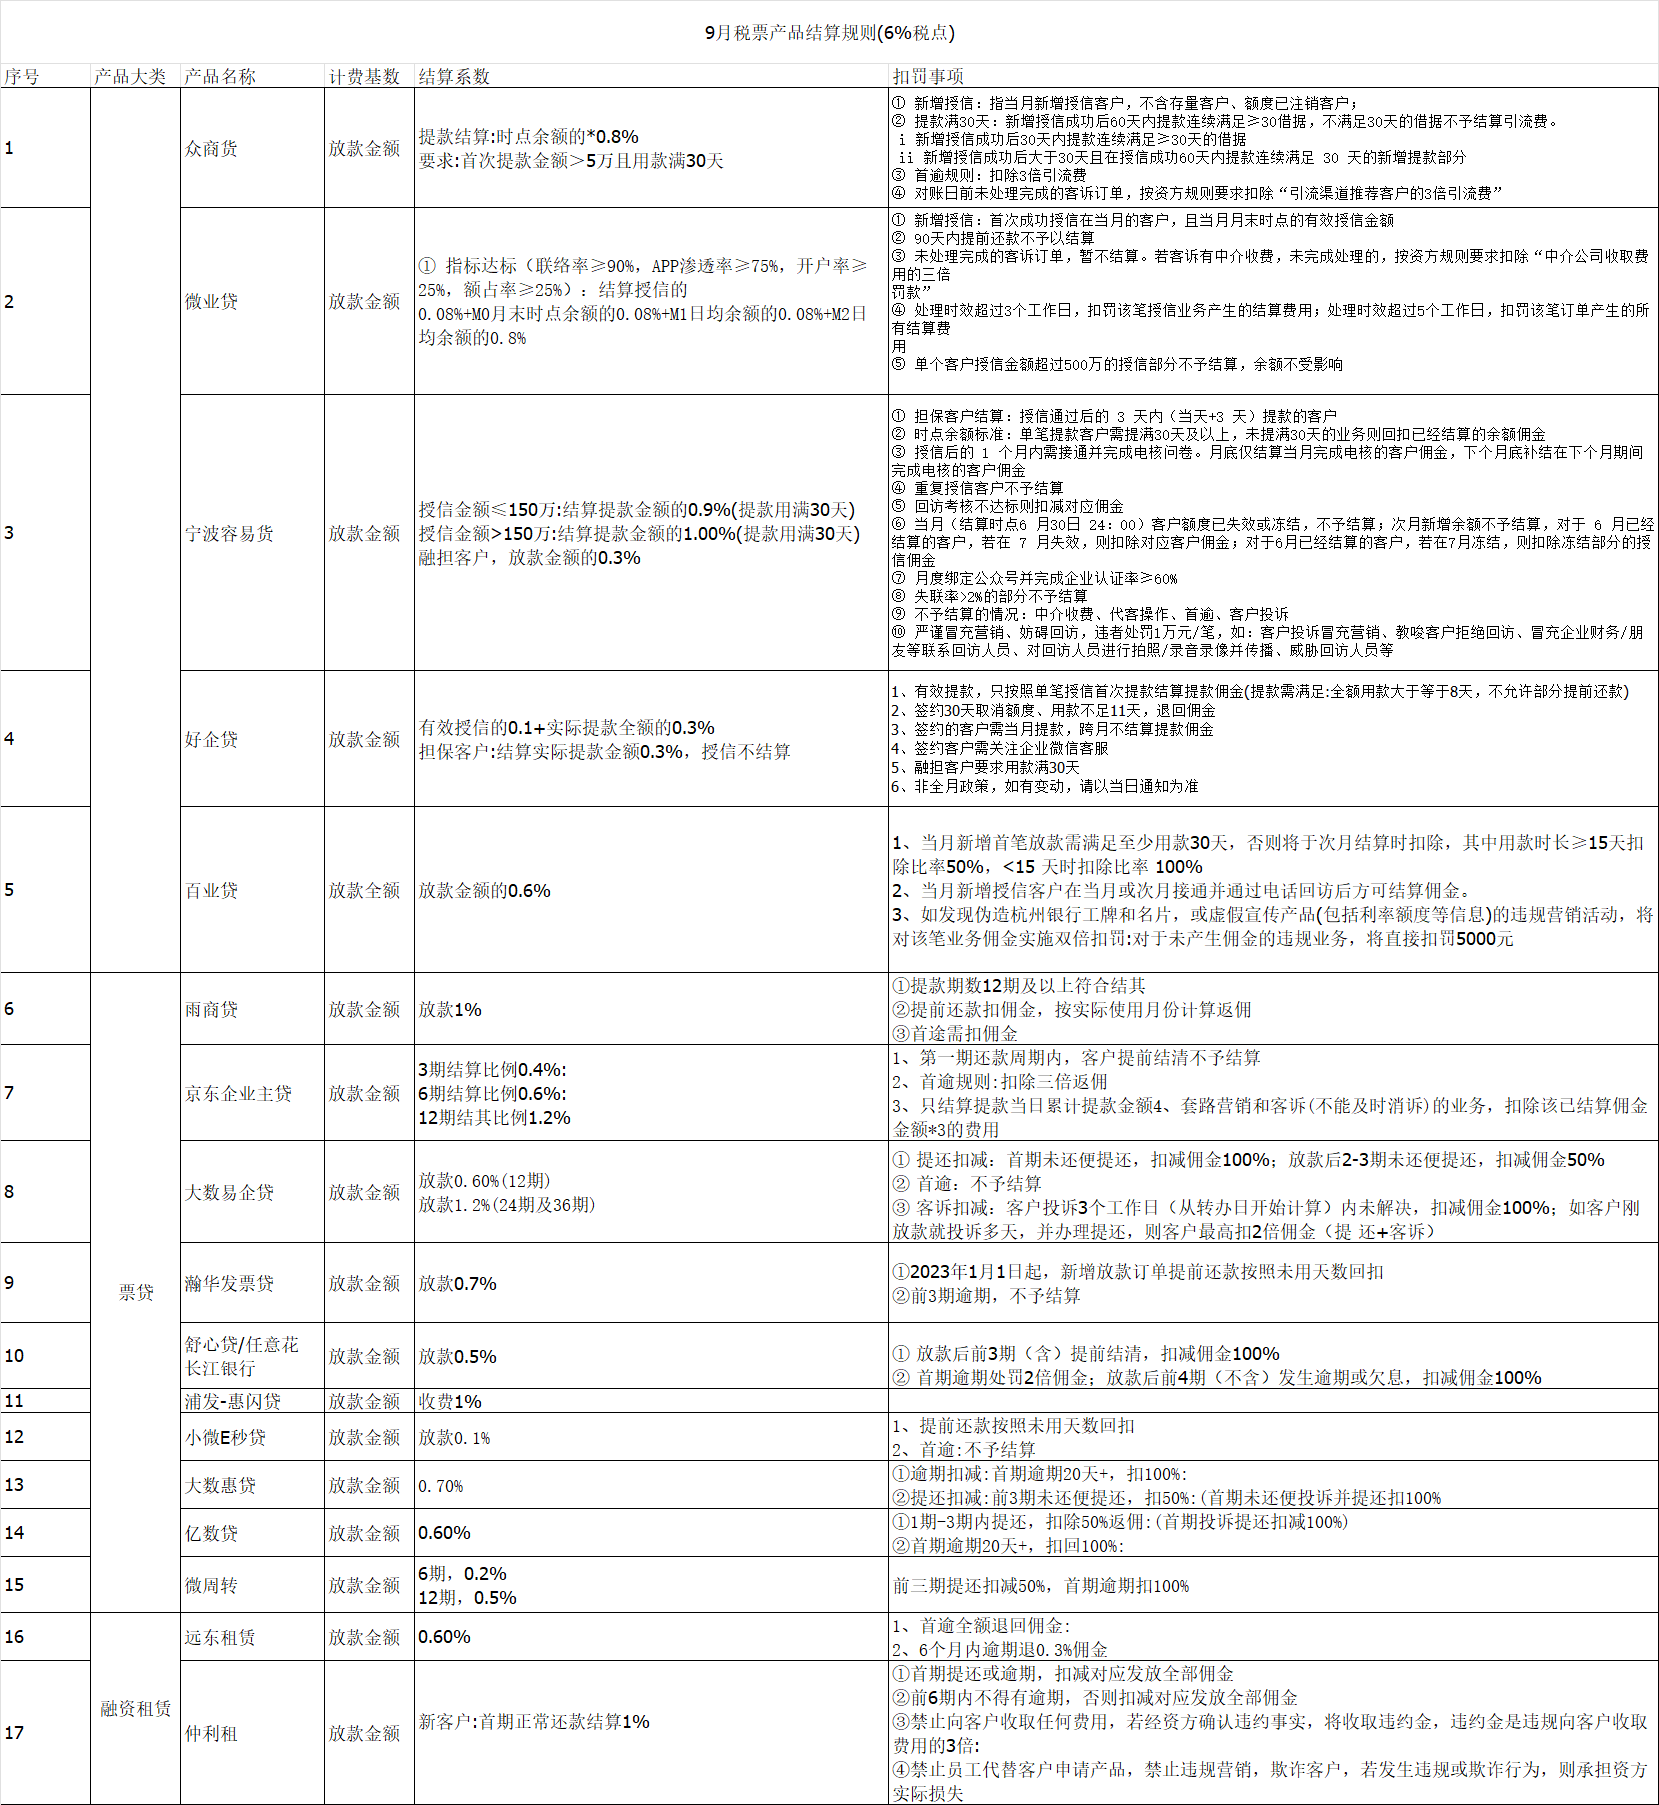 9月税票产品结算规则(6%税点)
序号 产品大类 产品名称 计费基数 结算系数 扣罚事项
1 众商货 放款金额
提款结算:时点余额的*0.8%
要求:首次提款金额＞5万且用款满30天
① 新增授信：指当月新增授信客户，不含存量客户、额度已注销客户；
② 提款满30天：新增授信成功后60天内提款连续满足≥30借据，不满足30天的借据不予结算引流费。
ⅰ 新增授信成功后30天内提款连续满足≥30天的借据
ⅱ 新增授信成功后大于30天且在授信成功60天内提款连续满足 30 天的新增提款部分
③ 首逾规则：扣除3倍引流费
④ 对账日前未处理完成的客诉订单，按资方规则要求扣除“引流渠道推荐客户的3倍引流费”
2 微业贷 放款金额
① 指标达标（联络率≥90%，APP渗透率≥75%，开户率≥
25%，额占率≥25%）：结算授信的
0.08%+M0月末时点余额的0.08%+M1日均余额的0.08%+M2日
均余额的0.8%
① 新增授信：首次成功授信在当月的客户，且当月月末时点的有效授信金额
② 90天内提前还款不予以结算
③ 未处理完成的客诉订单，暂不结算。若客诉有中介收费，未完成处理的，按资方规则要求扣除“中介公司收取费
用的三倍
罚款”
④ 处理时效超过3个工作日，扣罚该笔授信业务产生的结算费用；处理时效超过5个工作日，扣罚该笔订单产生的所
有结算费
用
⑤ 单个客户授信金额超过500万的授信部分不予结算，余额不受影响
3 宁波容易货 放款金额
授信金额≤150万:结算提款金额的0.9%(提款用满30天)
授信金额>150万:结算提款金额的1.00%(提款用满30天)
融担客户，放款金额的0.3%
① 担保客户结算：授信通过后的 3 天内（当天+3 天）提款的客户
② 时点余额标准：单笔提款客户需提满30天及以上，未提满30天的业务则回扣已经结算的余额佣金
③ 授信后的 1 个月内需接通并完成电核问卷。月底仅结算当月完成电核的客户佣金，下个月底补结在下个月期间
完成电核的客户佣金
④ 重复授信客户不予结算
⑤ 回访考核不达标则扣减对应佣金
⑥ 当月（结算时点6 月30日 24：00）客户额度已失效或冻结，不予结算；次月新增余额不予结算，对于 6 月已经
结算的客户，若在 7 月失效，则扣除对应客户佣金；对于6月已经结算的客户，若在7月冻结，则扣除冻结部分的授
信佣金
⑦ 月度绑定公众号并完成企业认证率≥60%
⑧ 失联率>2%的部分不予结算
⑨ 不予结算的情况：中介收费、代客操作、首逾、客户投诉
⑩ 严谨冒充营销、妨碍回访，违者处罚1万元/笔，如：客户投诉冒充营销、教唆客户拒绝回访、冒充企业财务/朋
友等联系回访人员、对回访人员进行拍照/录音录像并传播、威胁回访人员等
4 好企贷 放款金额
有效授信的0.1+实际提款全额的0.3%
担保客户:结算实际提款金额0.3%，授信不结算
1、有效提款，只按照单笔授信首次提款结算提款佣金(提款需满足:全额用款大于等于8天，不允许部分提前还款)
2、签约30天取消额度、用款不足11天，退回佣金
3、签约的客户需当月提款，跨月不结算提款佣金
4、签约客户需关注企业微信客服
5、融担客户要求用款满30天
6、非全月政策，如有变动，请以当日通知为准
5 百业贷 放款全额 放款金额的0.6%
1、当月新增首笔放款需满足至少用款30天，否则将于次月结算时扣除，其中用款时长≥15天扣
除比率50%，<15 天时扣除比率 100%
2、当月新增授信客户在当月或次月接通并通过电话回访后方可结算佣金。
3、如发现伪造杭州银行工牌和名片，或虚假宣传产品(包括利率额度等信息)的违规营销活动，将
对该笔业务佣金实施双倍扣罚:对于未产生佣金的违规业务，将直接扣罚5000元
6 雨商贷 放款金额 放款1%
①提款期数12期及以上符合结其
②提前还款扣佣金，按实际使用月份计算返佣
③首途需扣佣金
7 京东企业主贷 放款金额
3期结算比例0.4%:
6期结算比例0.6%:
12期结其比例1.2%
1、第一期还款周期内，客户提前结清不予结算
2、首逾规则:扣除三倍返佣
3、只结算提款当日累计提款金额4、套路营销和客诉(不能及时消诉)的业务，扣除该已结算佣金
金额*3的费用
8 大数易企贷 放款金额
放款0.60%(12期)
放款1.2%(24期及36期)
① 提还扣减：首期未还便提还，扣减佣金100%；放款后2-3期未还便提还，扣减佣金50%
② 首逾：不予结算
③ 客诉扣减：客户投诉3个工作日（从转办日开始计算）内未解决，扣减佣金100%；如客户刚
放款就投诉多天，并办理提还，则客户最高扣2倍佣金（提 还+客诉）
票贷
9 瀚华发票贷 放款金额 放款0.7%
①2023年1月1日起，新增放款订单提前还款按照未用天数回扣
②前3期逾期，不予结算
10 舒心贷/任意花
长江银行 放款金额 放款0.5%
① 放款后前3期（含）提前结清，扣减佣金100%
② 首期逾期处罚2倍佣金；放款后前4期（不含）发生逾期或欠息，扣减佣金100%
11 浦发-惠闪贷 放款金额 收费1%
12 小微E秒贷 放款金额 放款0.1%
1、提前还款按照未用天数回扣
2、首逾:不予结算
13 大数惠贷 放款金额 0.70%
①逾期扣减:首期逾期20天+，扣100%:
②提还扣减:前3期未还便提还，扣50%:(首期未还便投诉并提还扣100%
14 亿数贷 放款金额 0.60%
①1期-3期内提还，扣除50%返佣:(首期投诉提还扣减100%)
②首期逾期20天+，扣回100%:
15 微周转 放款金额
6期，0.2%
12期，0.5%
前三期提还扣减50%，首期逾期扣100%
16 远东租赁 放款金额 0.60%
1、首逾全额退回佣金:
2、6个月内逾期退0.3%佣金
融资租赁
17 仲利租 放款金额 新客户:首期正常还款结算1%
①首期提还或逾期，扣减对应发放全部佣金
②前6期内不得有逾期，否则扣减对应发放全部佣金
③禁止向客户收取任何费用，若经资方确认违约事实，将收取违约金，违约金是违规向客户收取
费用的3倍:
④禁止员工代替客户申请产品，禁止违规营销，欺诈客户，若发生违规或欺诈行为，则承担资方
实际损失